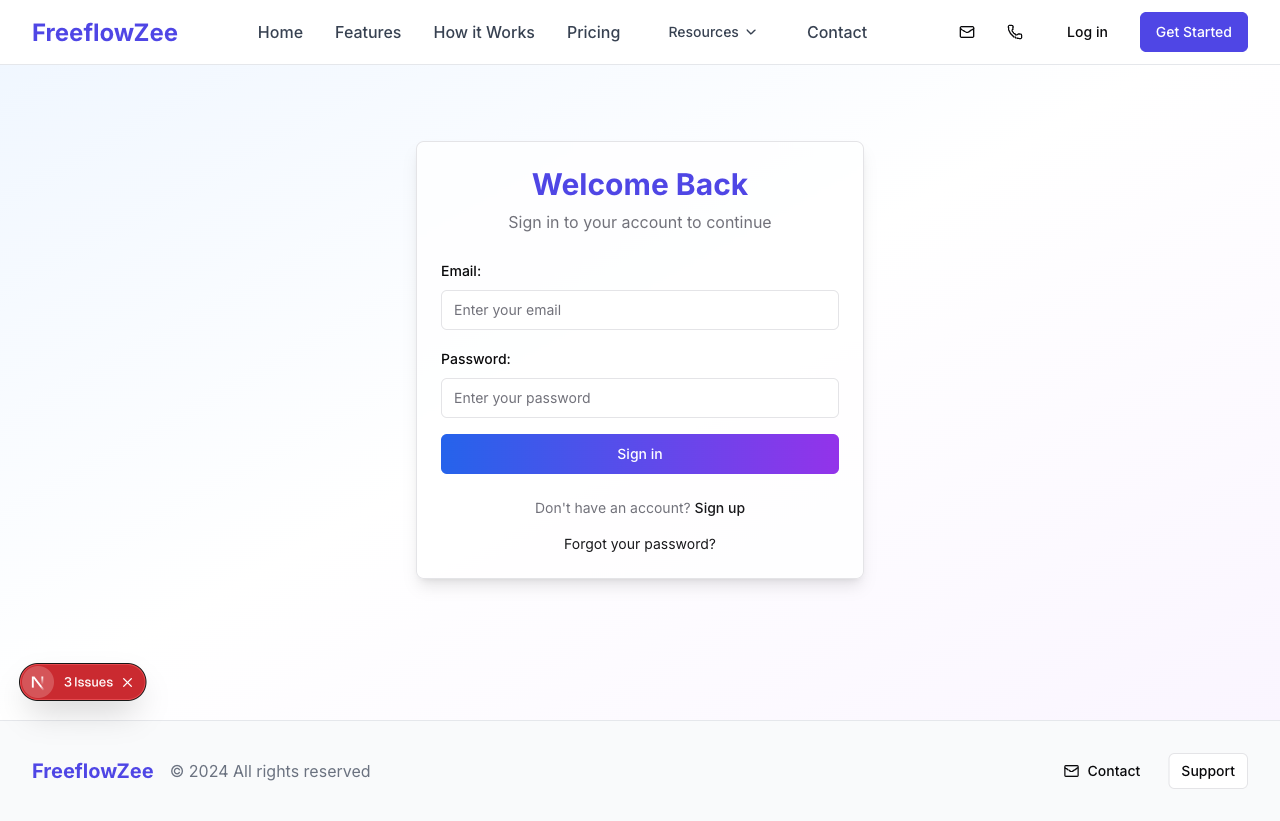 FreeflowZee Home Features How it Works Pricing Resources Contact Log in Get Started
Welcome Back
Sign in to your account to continue
Email:
Enter your email
Password:
Enter your password
Sign in
Don't have an account? Sign up
Forgot your password?
N 3 Issues
FreeflowZee © 2024 All rights reserved Contact Support